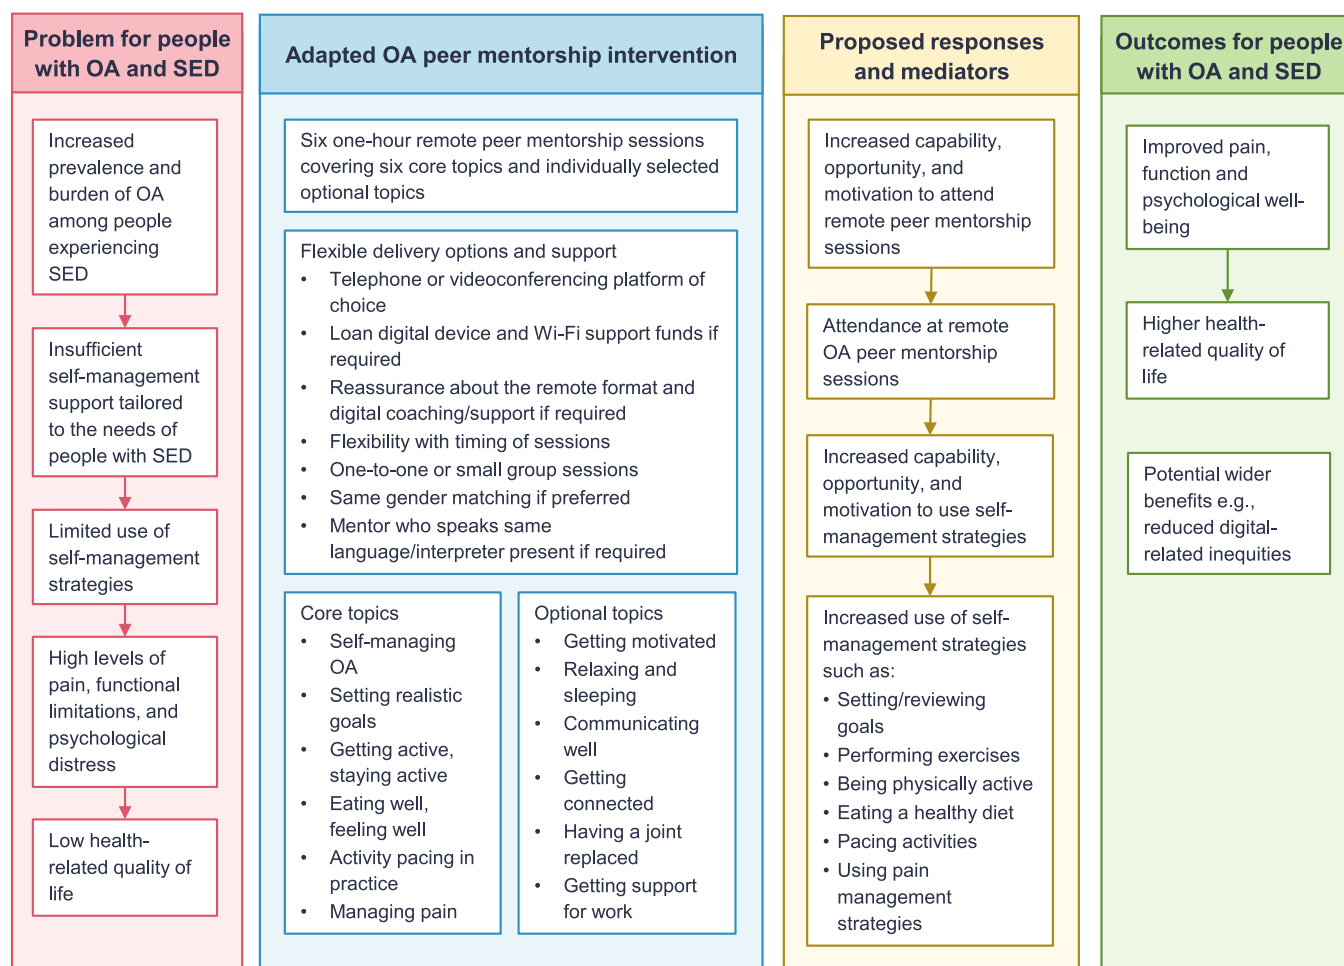 Problem for people
with OA and SED
Increased
prevalence and
burden of OA
among people
experiencing
SED
Insufficient
self-management
support tailored
to the needs of
people with SED
Limited use of
self-management
strategies
High levels of
pain, functional
limitations, and
psychological
distress
Low health-
related quality of
life
Adapted OA peer mentorship intervention
Six one-hour remote peer mentorship sessions
covering six core topics and individually selected
optional topics
Flexible delivery options and support
• Telephone or videoconferencing platform of
choice
• Loan digital device and Wi-Fi support funds if
required
• Reassurance about the remote format and
digital coaching/support if required
• Flexibility with timing of sessions
• One-to-one or small group sessions
• Same gender matching if preferred
• Mentor who speaks same
language/interpreter present if required
Core topics
• Self-managing
OA
• Setting realistic
goals
• Getting active,
staying active
• Eating well,
feeling well
• Activity pacing in
practice
• Managing pain
Optional topics
• Getting motivated
• Relaxing and
sleeping
• Communicating
well
• Getting
connected
• Having a joint
replaced
• Getting support
for work
Proposed responses
and mediators
Increased capability,
opportunity, and
motivation to attend
remote peer mentorship
sessions
Attendance at remote
OA peer mentorship
sessions
Increased capability,
opportunity, and
motivation to use self-
management strategies
Increased use of self-
management strategies
such as:
• Setting/reviewing
goals
• Performing exercises
• Being physically active
• Eating a healthy diet
• Pacing activities
• Using pain
management
strategies
Outcomes for people
with OA and SED
Improved pain,
function and
psychological well-
being
Higher health-
related quality of
life
Potential wider
benefits e.g.,
reduced digital-
related inequities